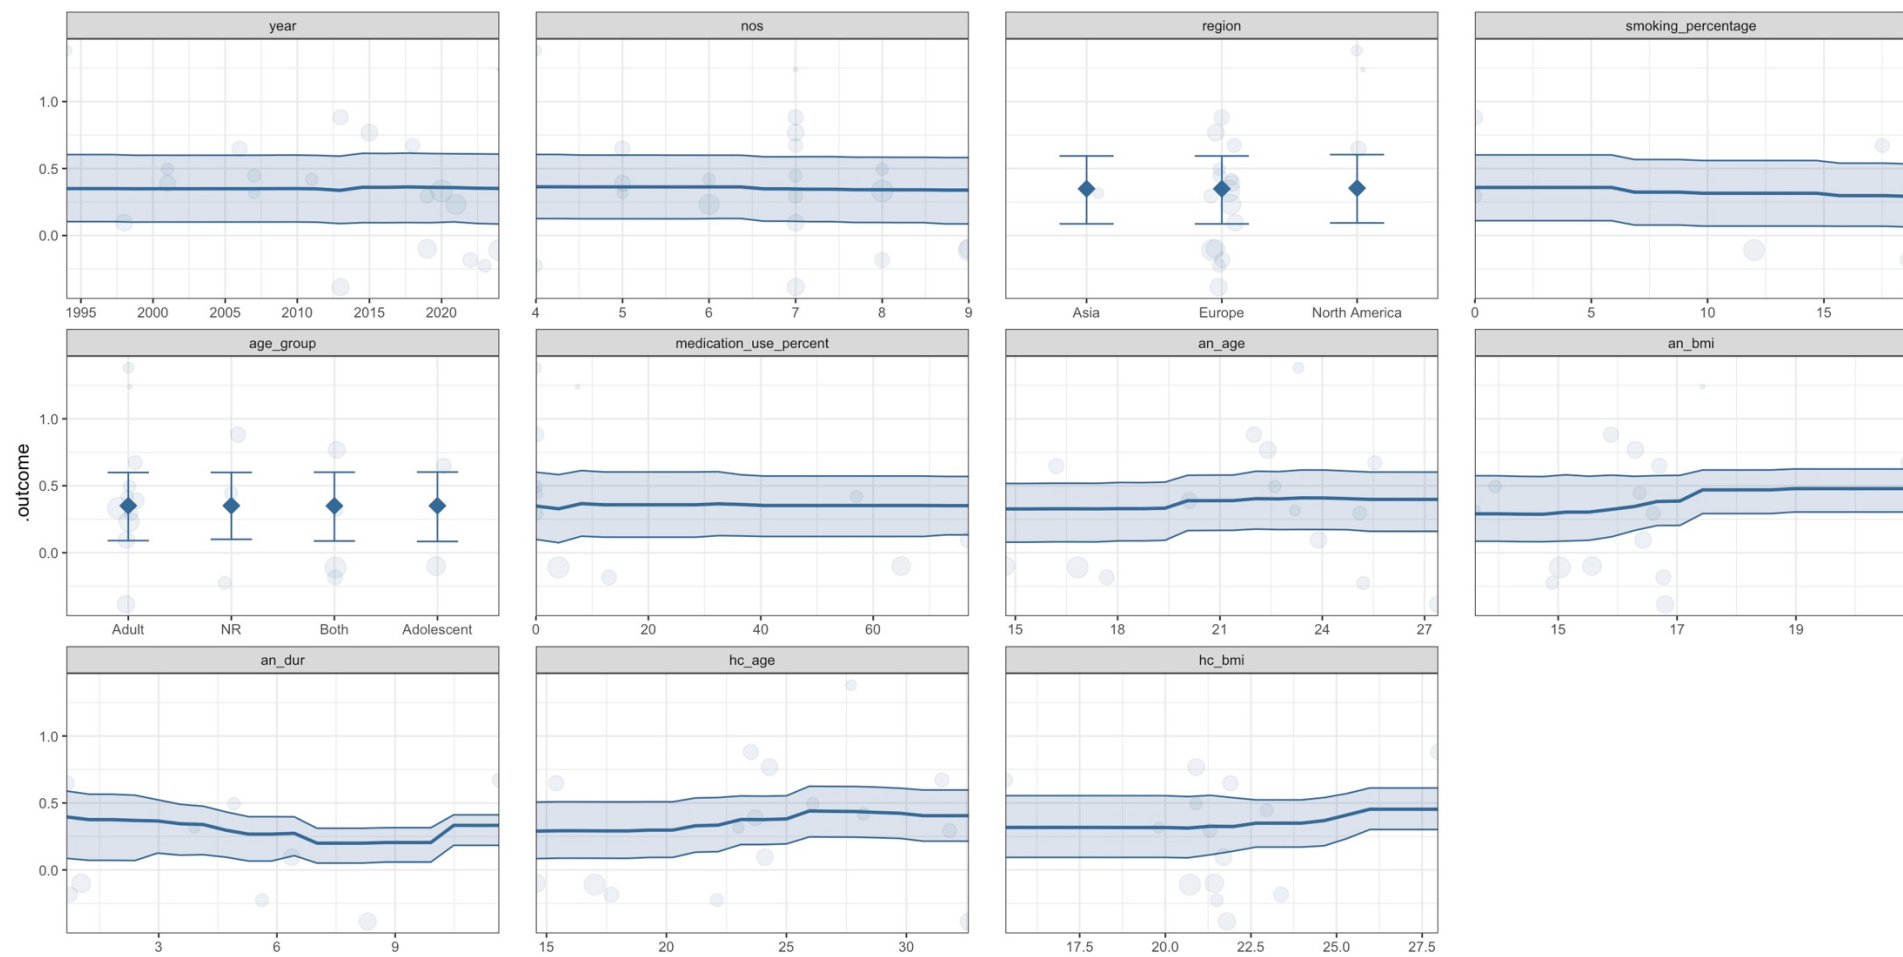 year nos region smoking_percentage
1.0
0.5
0.0
1995 2000 2005 2010 2015 2020 4 5 6 7 8 9 Asia Europe North America 0 5 10 15
age_group medication_use_percent an_age an_bmi
1.0
0.5
0.0
.outcome
Adult NR Both Adolescent 0 20 40 60 15 18 21 24 27 15 17 19
an_dur hc_age hc_bmi
1.0
0.5
0.0
3 6 9 15 20 25 30 17.5 20.0 22.5 25.0 27.5